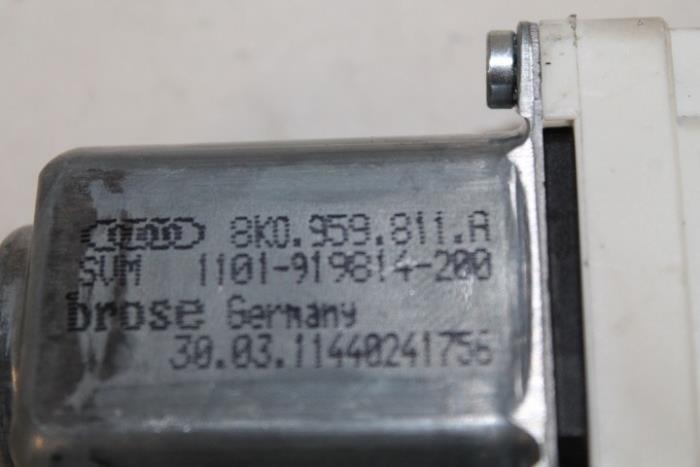 8K0.959.811.A
SVM 1101-919814-200
brose Germany
30.03.11440241756